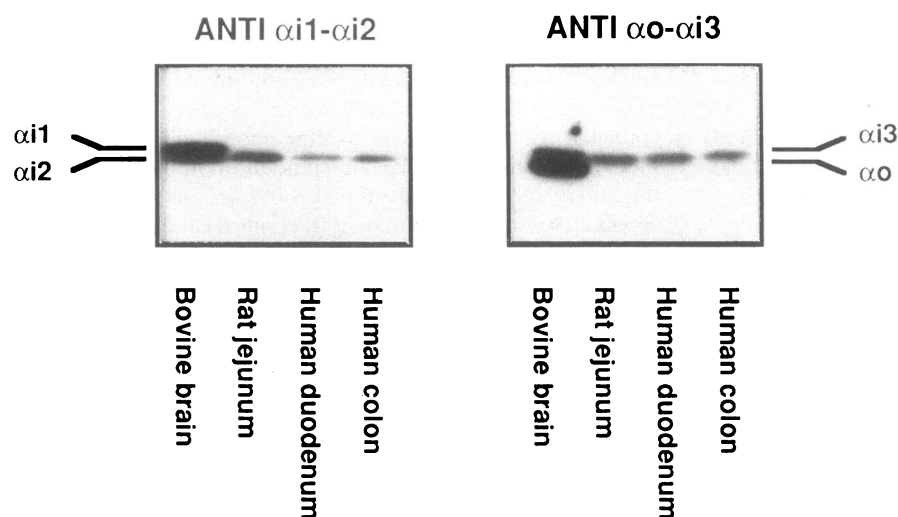 ANTI αi1-αi2
ANTI αo-αi3
αi1
αi2
αi3
αo
Bovine brain
Rat jejunum
Human duodenum
Human colon
Bovine brain
Rat jejunum
Human duodenum
Human colon